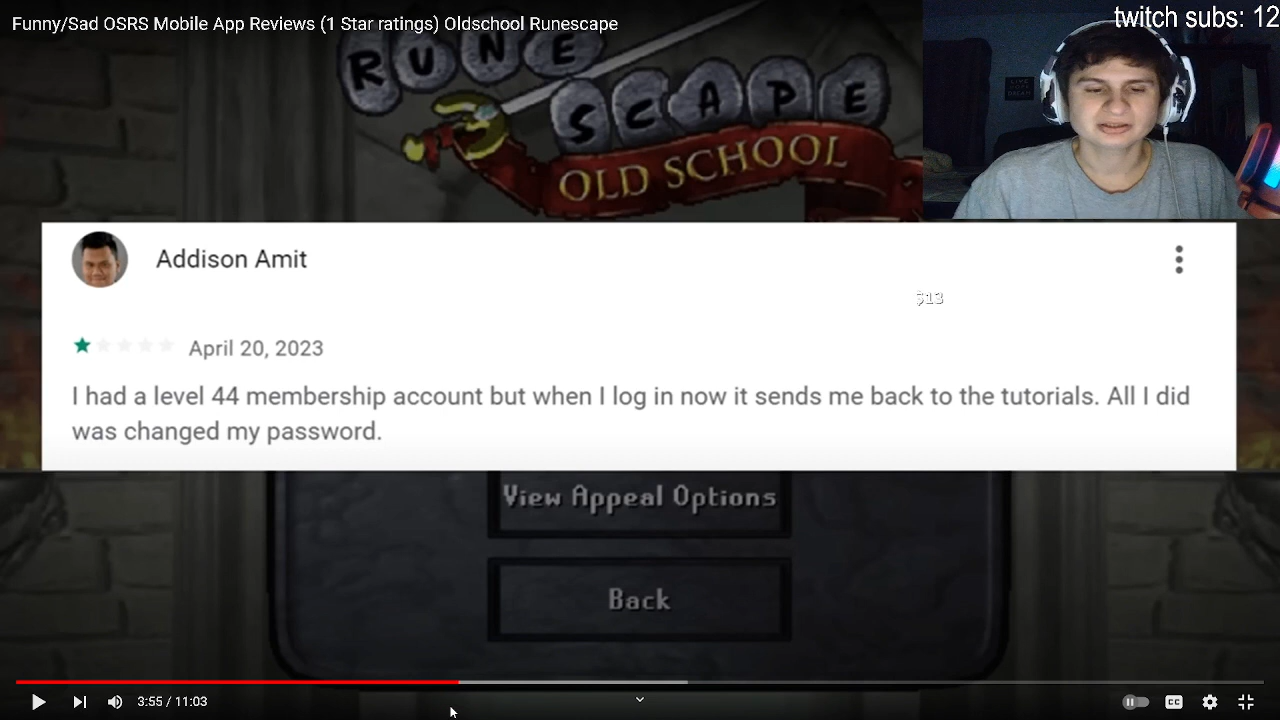 Funny/Sad OSRS Mobile App Reviews (1 Star ratings) Oldschool Runescape
twitch subs: 12
RUNE
SCAPE
OLD SCHOOL
Addison Amit
$13
April 20, 2023
I had a level 44 membership account but when I log in now it sends me back to the tutorials. All I did
was changed my password.
View Appeal Options
Back
3:55 / 11:03
CC